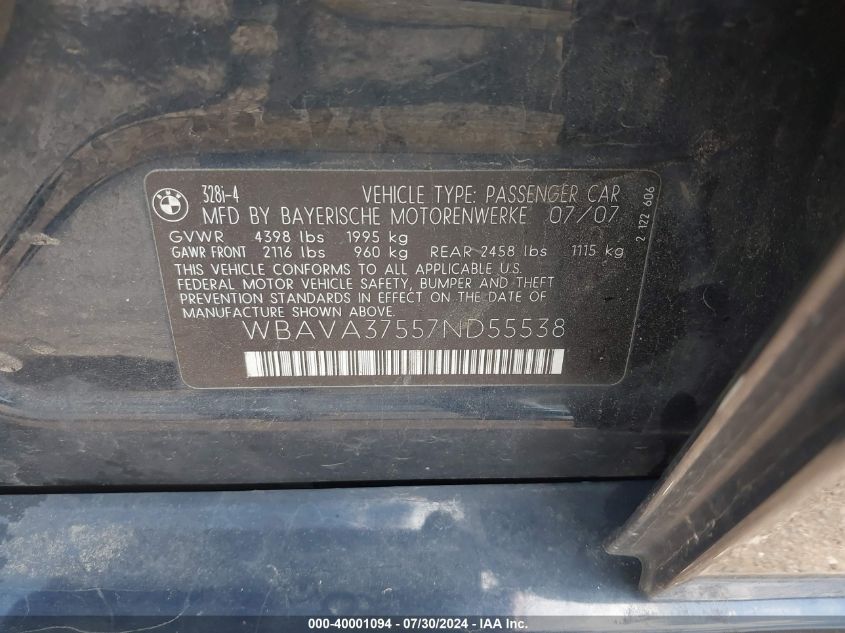 BMW
328i-4 VEHICLE TYPE: PASSENGER CAR
MFD BY BAYERISCHE MOTORENWERKE 07/07
GVWR 4398 lbs 1995 kg
GAWR FRONT 2116 lbs 960 kg REAR 2458 lbs 1115 kg
THIS VEHICLE CONFORMS TO ALL APPLICABLE U.S.
FEDERAL MOTOR VEHICLE SAFETY, BUMPER AND THEFT
PREVENTION STANDARDS IN EFFECT ON THE DATE OF
MANUFACTURE SHOWN ABOVE.
WBAVA37557ND55538
2 122 606
000-40001094 - 07/30/2024 - IAA Inc.